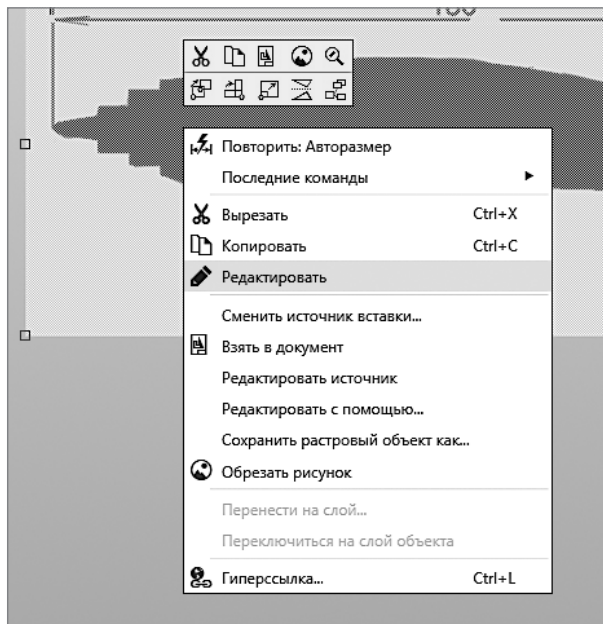 Повторить: Авторазмер
Последние команды
Вырезать Ctrl+X
Копировать Ctrl+C
Редактировать
Сменить источник вставки...
Взять в документ
Редактировать источник
Редактировать с помощью...
Сохранить растровый объект как...
Обрезать рисунок
Перенести на слой...
Переключиться на слой объекта
Гиперссылка... Ctrl+L